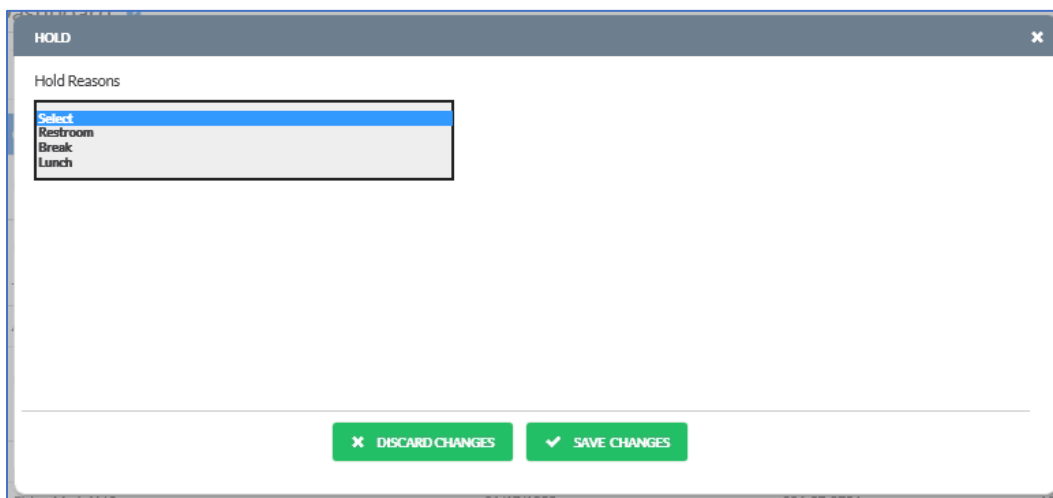 HOLD
Hold Reasons
Select
Restroom
Break
Lunch
DISCARD CHANGES
SAVE CHANGES